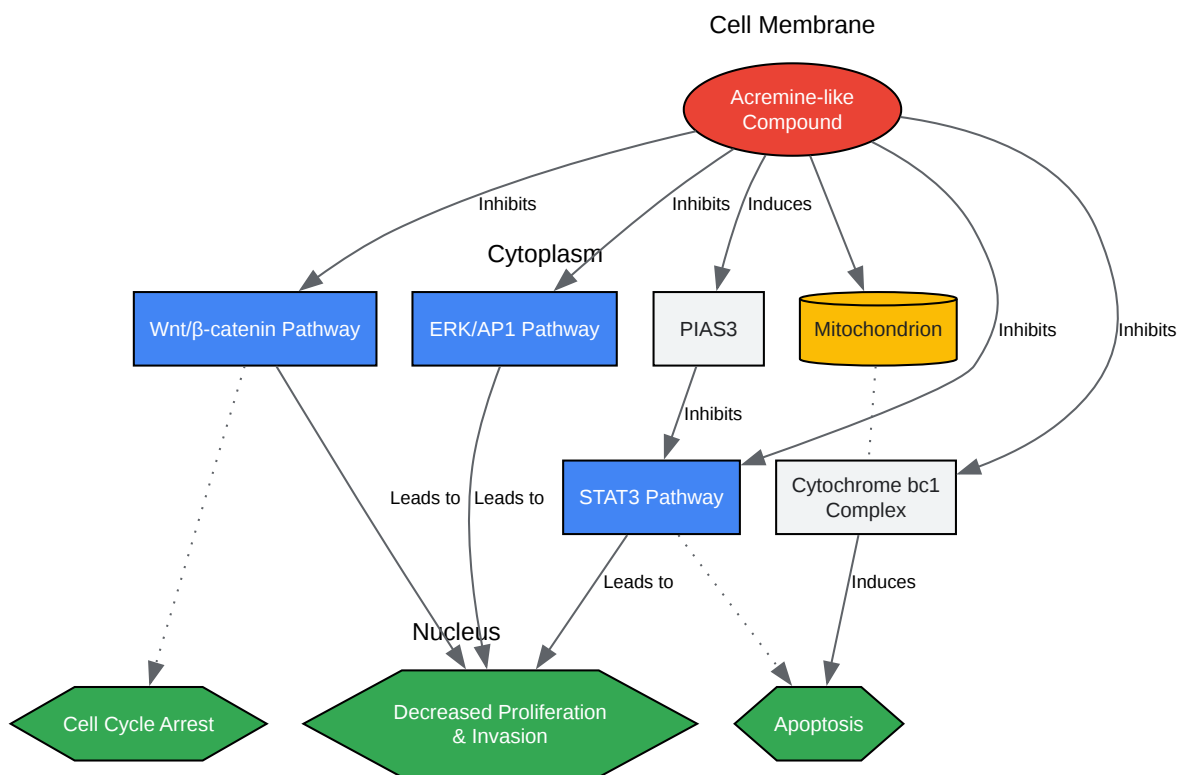 Cell Membrane
Acremine-like
Compound
Inhibits
Inhibits
Induces
Cytoplasm
Wnt/β-catenin Pathway
ERK/AP1 Pathway
PIAS3
Mitochondrion
Inhibits
Inhibits
Inhibits
STAT3 Pathway
Cytochrome bc1
Complex
Leads to
Leads to
Leads to
Induces
Nucleus
Cell Cycle Arrest
Decreased Proliferation
& Invasion
Apoptosis